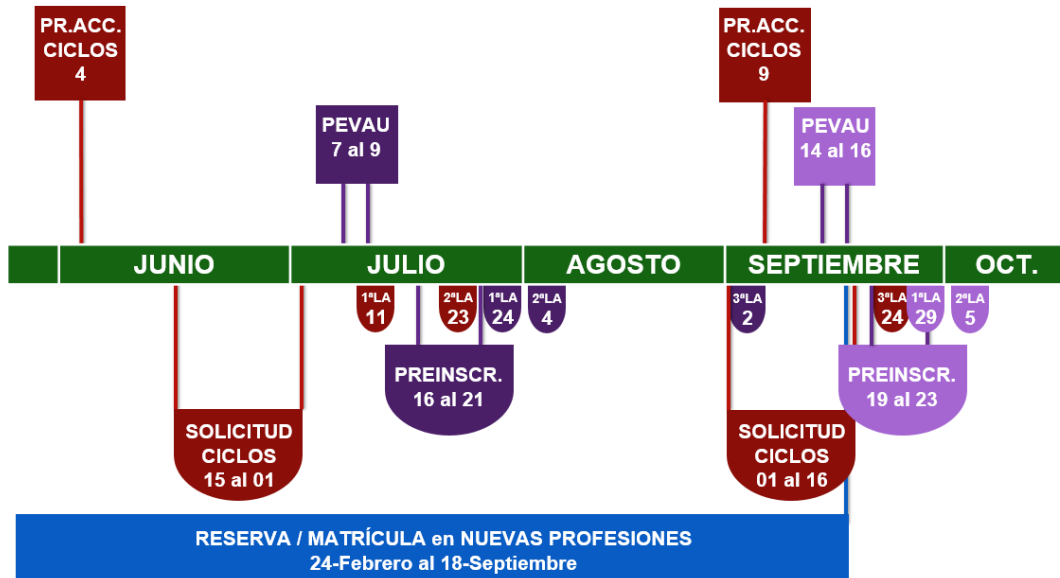 PR.ACC.
CICLOS
4
PR.ACC.
CICLOS
9
PEVAU
7 al 9
PEVAU
14 al 16
JUNIO
JULIO
AGOSTO
SEPTIEMBRE
OCT.
1ªLA
11
2ªLA
23
1ªLA
24
2ªLA
4
3ªLA
2
3ªLA
24
1ªLA
29
2ªLA
5
PREINSCR.
16 al 21
PREINSCR.
19 al 23
SOLICITUD
CICLOS
15 al 01
SOLICITUD
CICLOS
01 al 16
RESERVA / MATRÍCULA en NUEVAS PROFESIONES
24-Febrero al 18-Septiembre